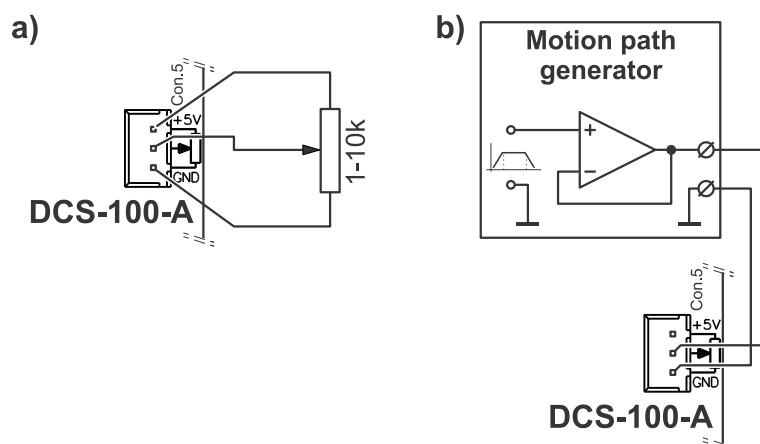 a)
Con.5
+5V
GND
DCS-100-A
1-10k
b)
Motion path
generator
+
−
Con.5
+5V
GND
DCS-100-A